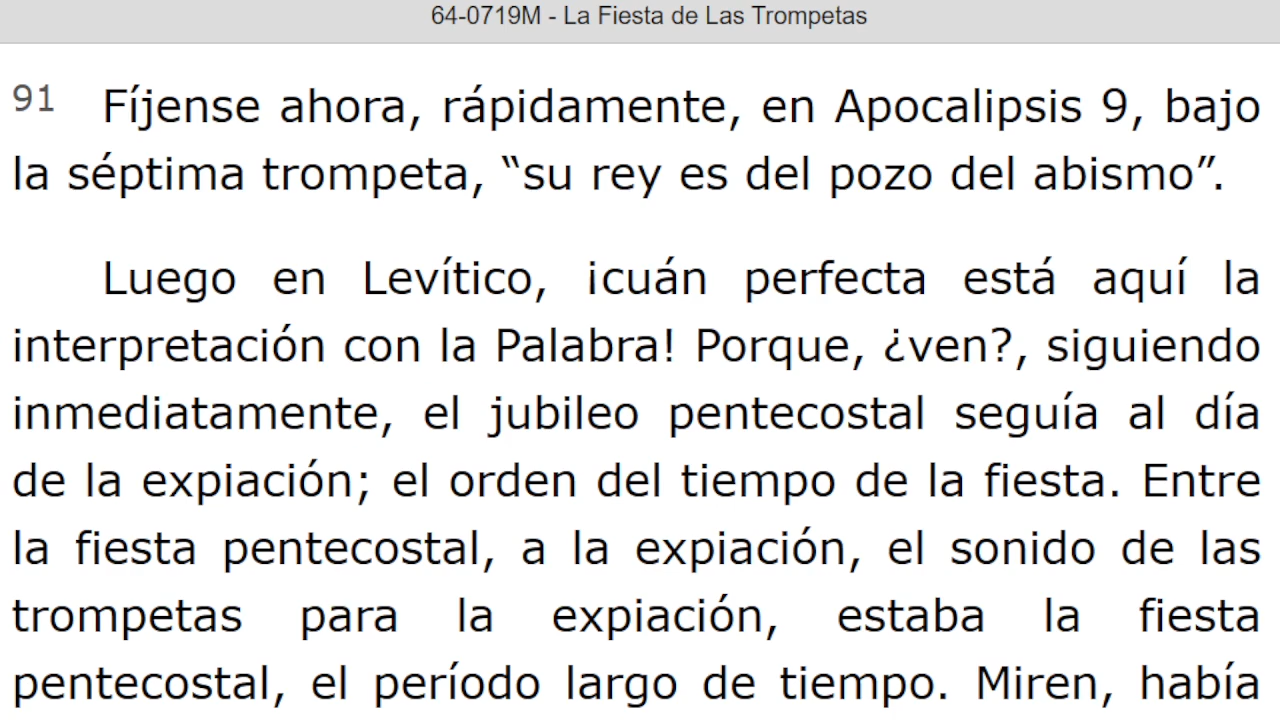 64-0719M - La Fiesta de Las Trompetas
91 Fíjense ahora, rápidamente, en Apocalipsis 9, bajo
la séptima trompeta, “su rey es del pozo del abismo”.
Luego en Levítico, ¡cuán perfecta está aquí la
interpretación con la Palabra! Porque, ¿ven?, siguiendo
inmediatamente, el jubileo pentecostal seguía al día
de la expiación; el orden del tiempo de la fiesta. Entre
la fiesta pentecostal, a la expiación, el sonido de las
trompetas para la expiación, estaba la fiesta
pentecostal, el período largo de tiempo. Miren, había